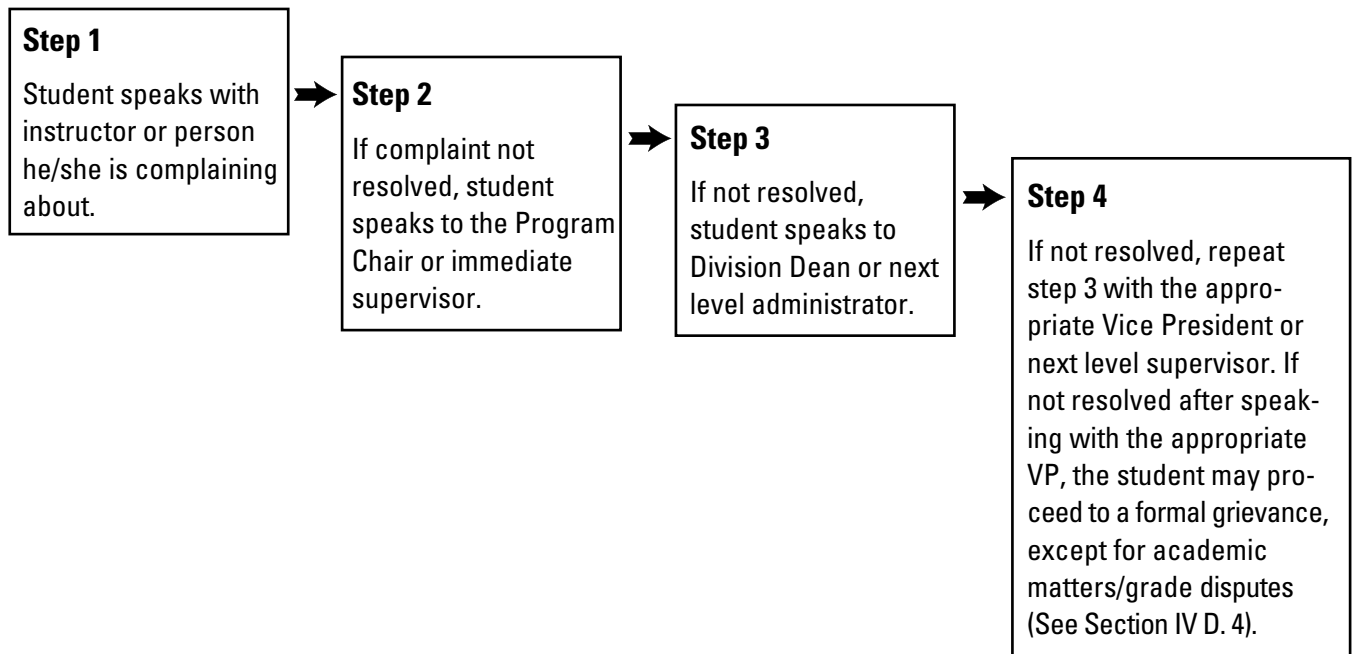 Step 1
Student speaks with
instructor or person
he/she is complaining
about.
Step 2
If complaint not
resolved, student
speaks to the Program
Chair or immediate
supervisor.
Step 3
If not resolved,
student speaks to
Division Dean or next
level administrator.
Step 4
If not resolved, repeat
step 3 with the appro-
priate Vice President or
next level supervisor. If
not resolved after speak-
ing with the appropriate
VP, the student may pro-
ceed to a formal grievance,
except for academic
matters/grade disputes
(See Section IV D. 4).